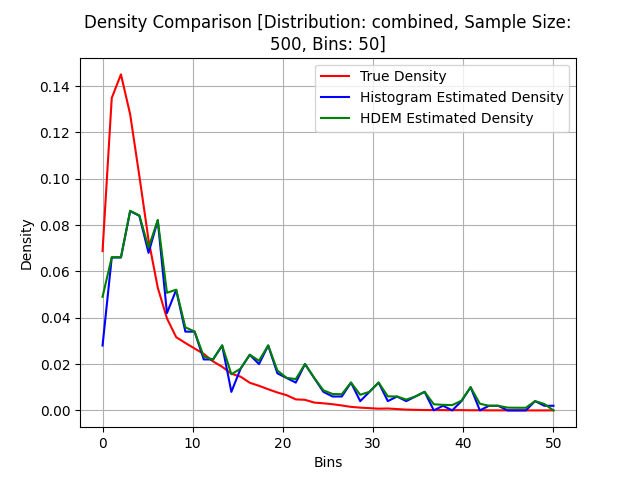 Density Comparison [Distribution: combined, Sample Size:
500, Bins: 50]
True Density
Histogram Estimated Density
HDEM Estimated Density
Density
0.14
0.12
0.10
0.08
0.06
0.04
0.02
0.00
0
10
20
30
40
50
Bins